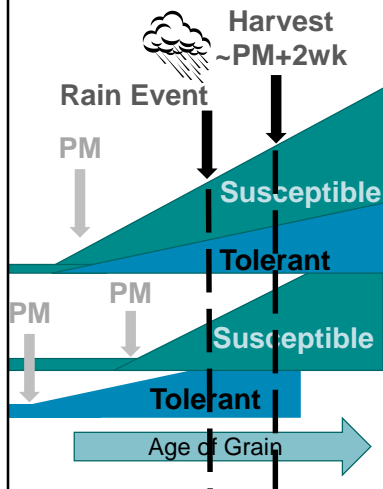 Harvest
~PM+2wk
Rain Event
PM
Susceptible
Tolerant
PM
PM
Susceptible
Tolerant
Age of Grain